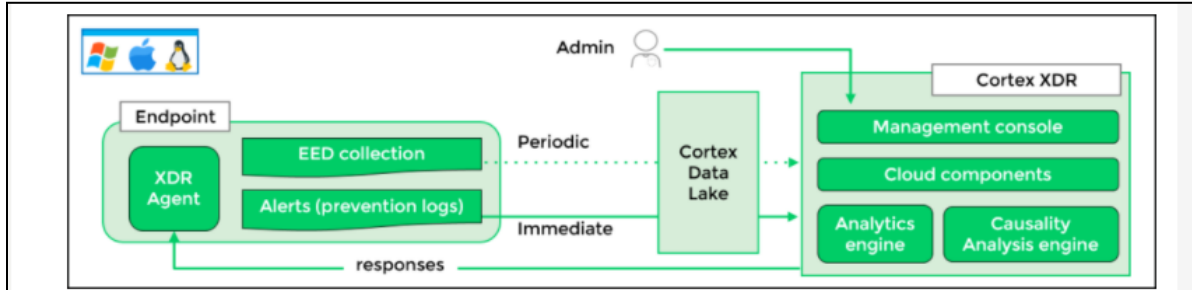 Admin
Cortex XDR
Endpoint
Management console
EED collection
Periodic
Cortex
Data
Lake
XDR
Agent
Cloud components
Alerts (prevention logs)
Immediate
Analytics
engine
Causality
Analysis engine
responses